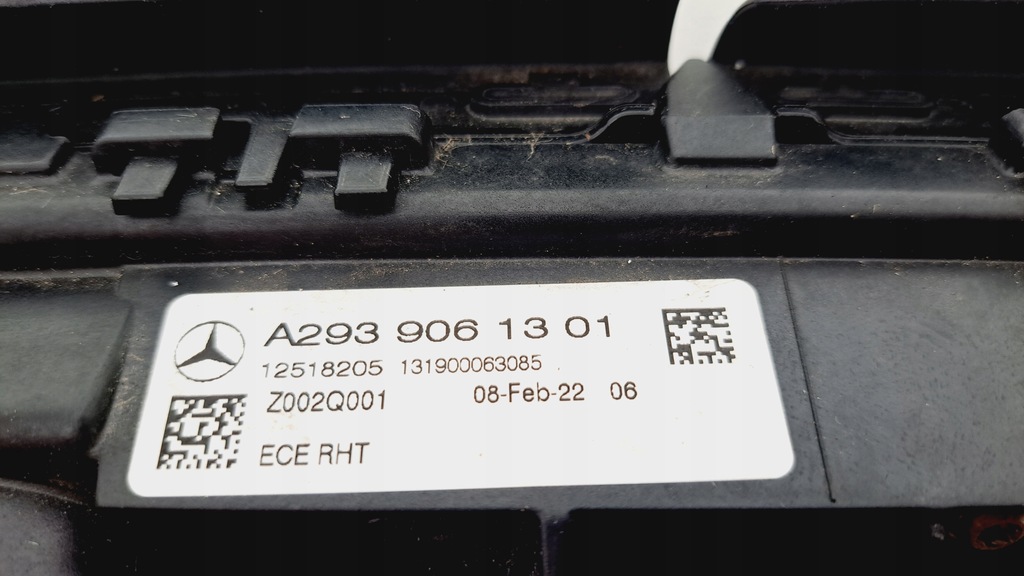 A293 906 13 01
12518205 131900063085
Z002Q001 08-Feb-22 06
ECE RHT